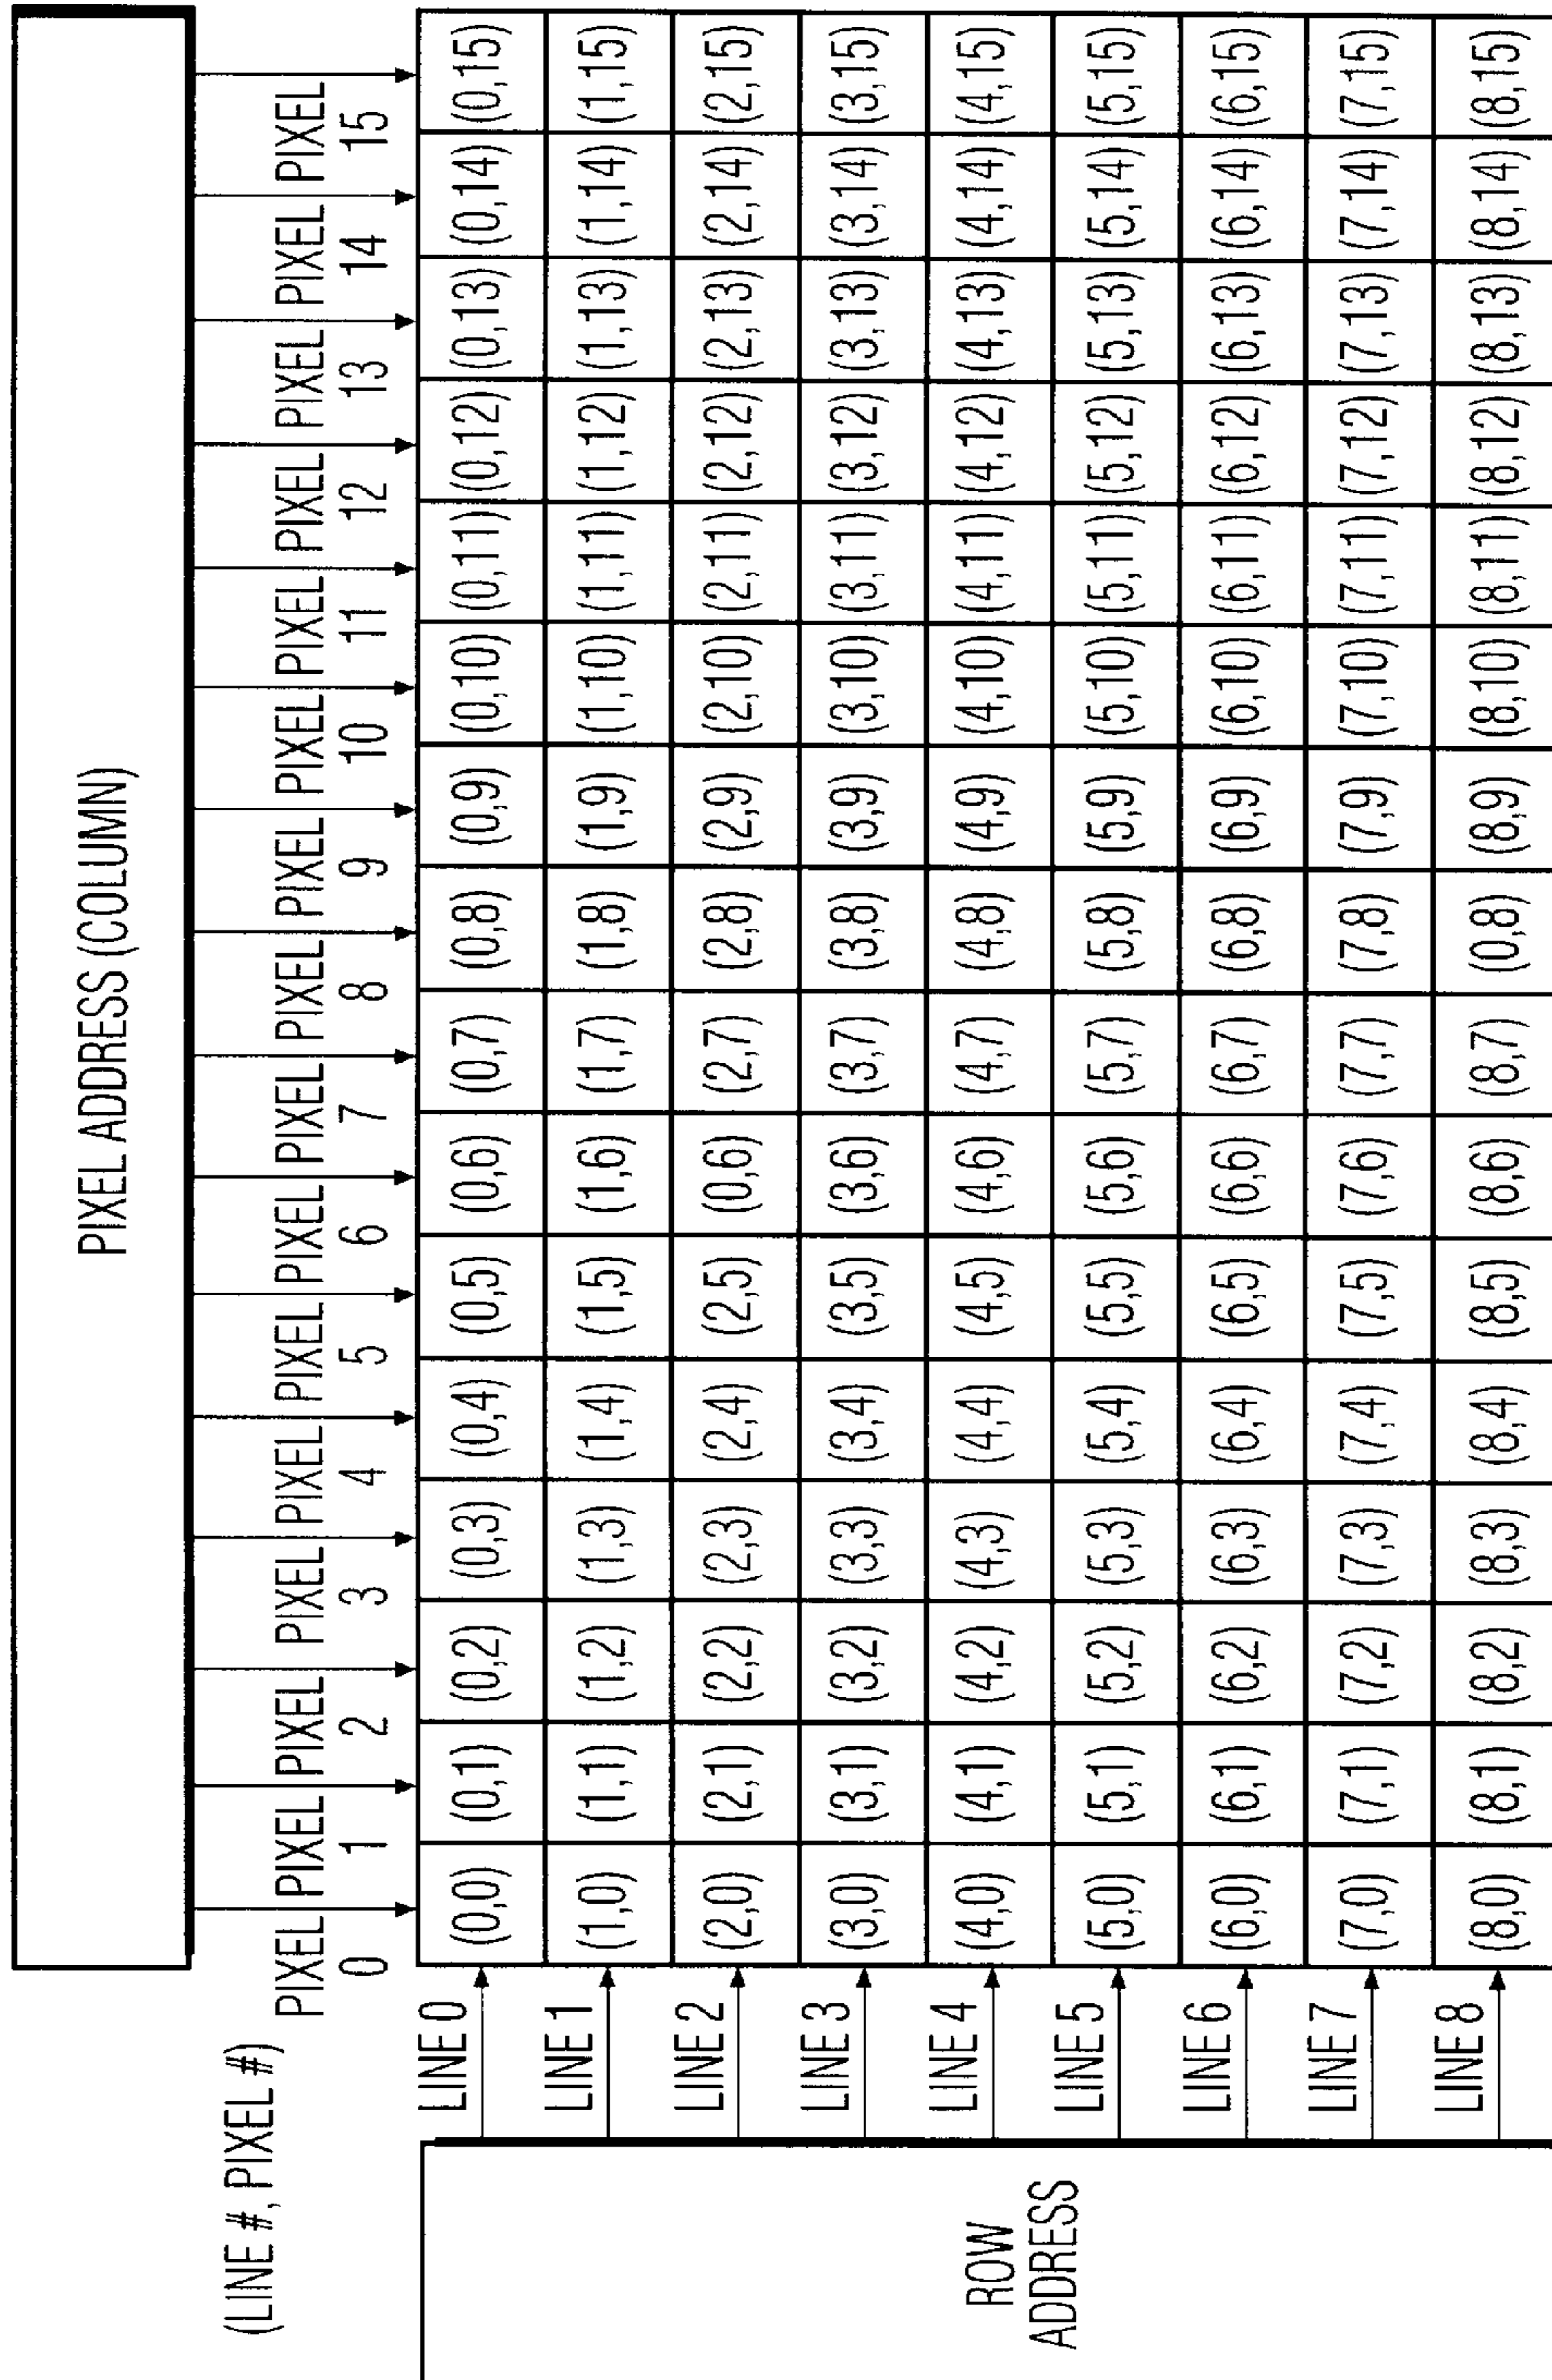 PIXEL ADDRESS (COLUMN)
(LINE #, PIXEL #)
PIXEL 0 PIXEL 1 PIXEL 2 PIXEL 3 PIXEL 4 PIXEL 5 PIXEL 6 PIXEL 7 PIXEL 8 PIXEL 9 PIXEL 10 PIXEL 11 PIXEL 12 PIXEL 13 PIXEL 14 PIXEL 15
ROW
ADDRESS
LINE 0 (0,0) (0,1) (0,2) (0,3) (0,4) (0,5) (0,6) (0,7) (0,8) (0,9) (0,10) (0,11) (0,12) (0,13) (0,14) (0,15)
LINE 1 (1,0) (1,1) (1,2) (1,3) (1,4) (1,5) (1,6) (1,7) (1,8) (1,9) (1,10) (1,11) (1,12) (1,13) (1,14) (1,15)
LINE 2 (2,0) (2,1) (2,2) (2,3) (2,4) (2,5) (0,6) (2,7) (2,8) (2,9) (2,10) (2,11) (2,12) (2,13) (2,14) (2,15)
LINE 3 (3,0) (3,1) (3,2) (3,3) (3,4) (3,5) (3,6) (3,7) (3,8) (3,9) (3,10) (3,11) (3,12) (3,13) (3,14) (3,15)
LINE 4 (4,0) (4,1) (4,2) (4,3) (4,4) (4,5) (4,6) (4,7) (4,8) (4,9) (4,10) (4,11) (4,12) (4,13) (4,14) (4,15)
LINE 5 (5,0) (5,1) (5,2) (5,3) (5,4) (5,5) (5,6) (5,7) (5,8) (5,9) (5,10) (5,11) (5,12) (5,13) (5,14) (5,15)
LINE 6 (6,0) (6,1) (6,2) (6,3) (6,4) (6,5) (6,6) (6,7) (6,8) (6,9) (6,10) (6,11) (6,12) (6,13) (6,14) (6,15)
LINE 7 (7,0) (7,1) (7,2) (7,3) (7,4) (7,5) (7,6) (7,7) (7,8) (7,9) (7,10) (7,11) (7,12) (7,13) (7,14) (7,15)
LINE 8 (8,0) (8,1) (8,2) (8,3) (8,4) (8,5) (8,6) (8,7) (0,8) (8,9) (8,10) (8,11) (8,12) (8,13) (8,14) (8,15)